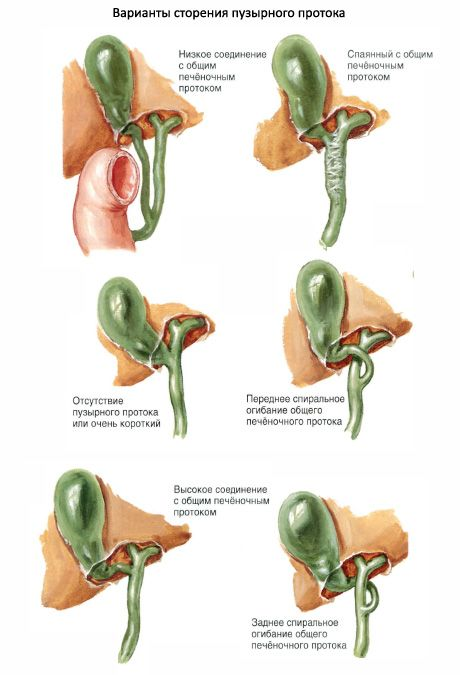 Варианты сторения пузырного протока
Низкое соединение
с общим
печёночным
протоком
Спаянный с общим
печёночным
протоком
Отсутствие
пузырного протока
или очень короткий
Переднее спиральное
огибание общего
печёночного протока
Высокое соединение
с общим печёночным
протоком
Заднее спиральное
огибание общего
печёночного протока